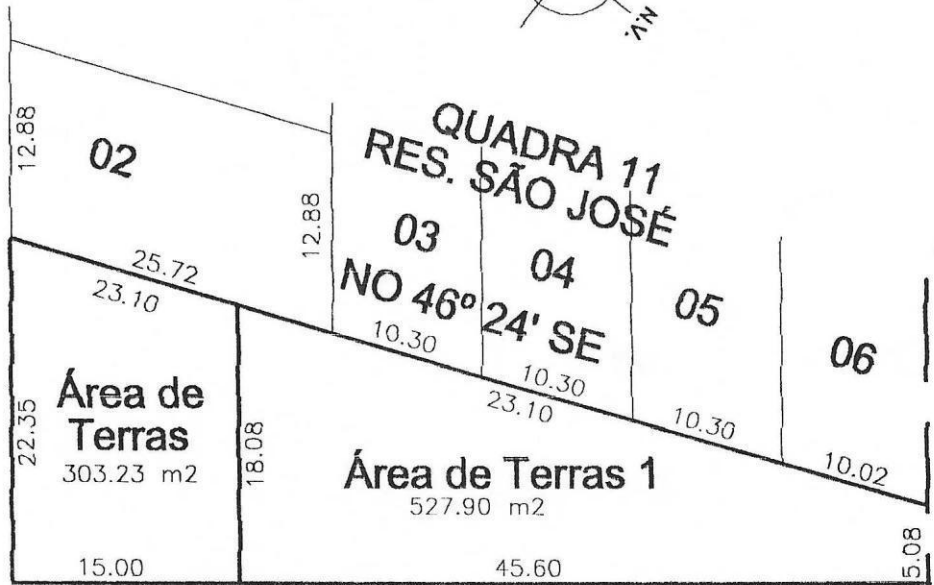 N.V.
12.88
02
12.88
QUADRA 11
RES. SÃO JOSÉ
03
04
05
06
NO 46º 24' SE
25.72
23.10
10.30
10.30
23.10
10.30
10.02
22.35
Área de
Terras
303.23 m2
18.08
Área de Terras 1
527.90 m2
5.08
15.00
45.60